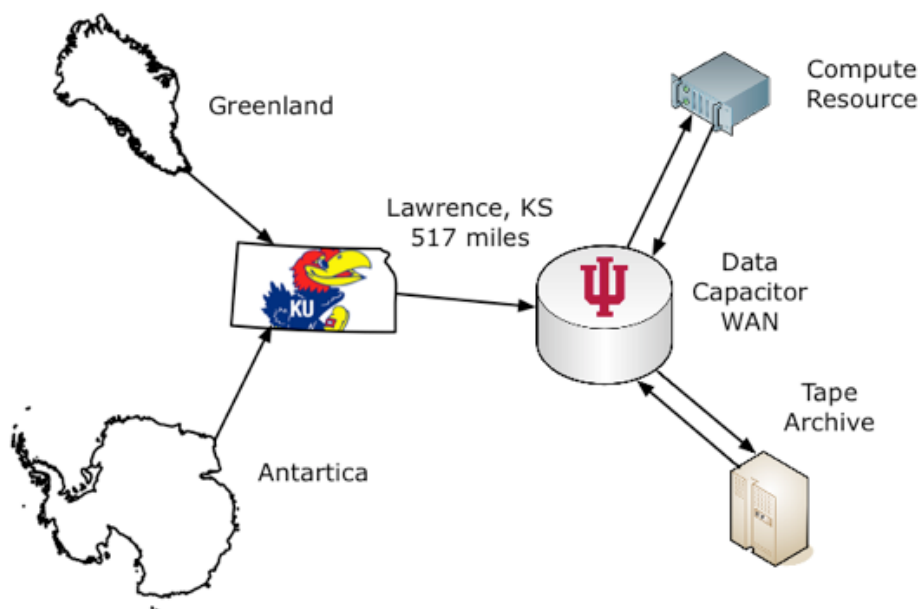 Greenland
Compute
Resource
Lawrence, KS
517 miles
KU
Data
Capacitor
WAN
Tape
Archive
Antartica